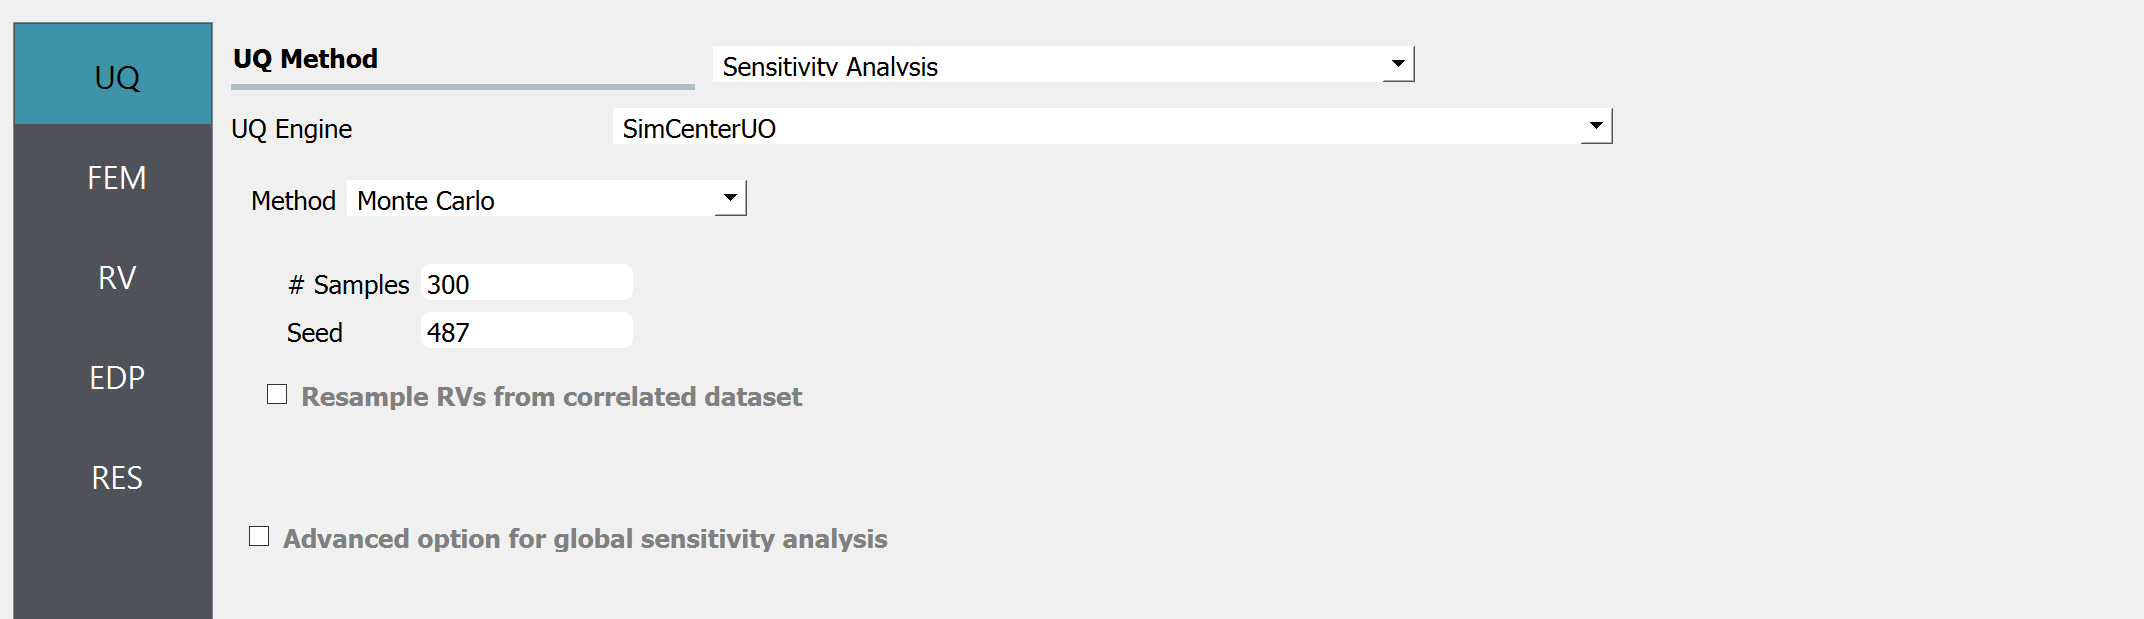 UQ
FEM
RV
EDP
RES
UQ Method
Sensitivity Analysis
UQ Engine
SimCenterUQ
Method
Monte Carlo
# Samples
300
Seed
487
Resample RVs from correlated dataset
Advanced option for global sensitivity analysis